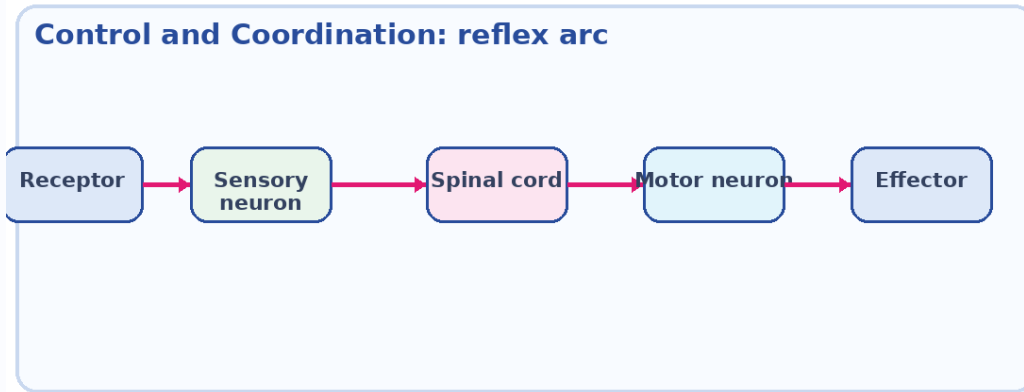 Control and Coordination: reflex arc
Receptor
Sensory
neuron
Spinal cord
Motor neuron
Effector